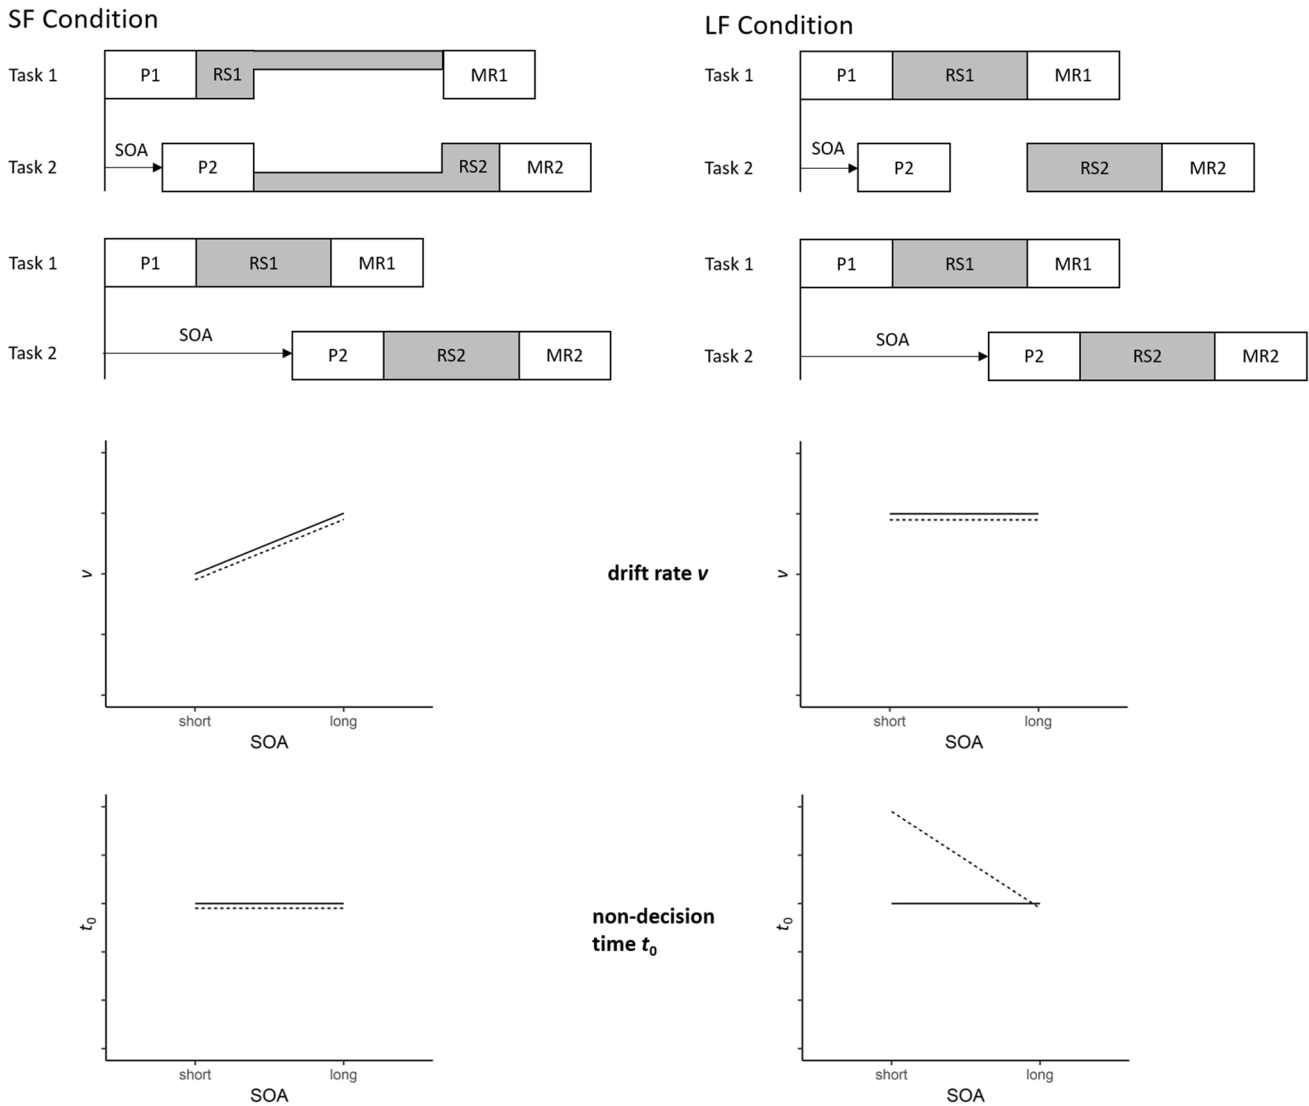 SF Condition
Task 1
P1
RS1
MR1
Task 2
SOA
P2
RS2
MR2
Task 1
P1
RS1
MR1
Task 2
SOA
P2
RS2
MR2
LF Condition
Task 1
P1
RS1
MR1
Task 2
SOA
P2
RS2
MR2
Task 1
P1
RS1
MR1
Task 2
SOA
P2
RS2
MR2
v
short long
SOA
drift rate v
v
short long
SOA
t0
short long
SOA
non-decision
time t0
t0
short long
SOA